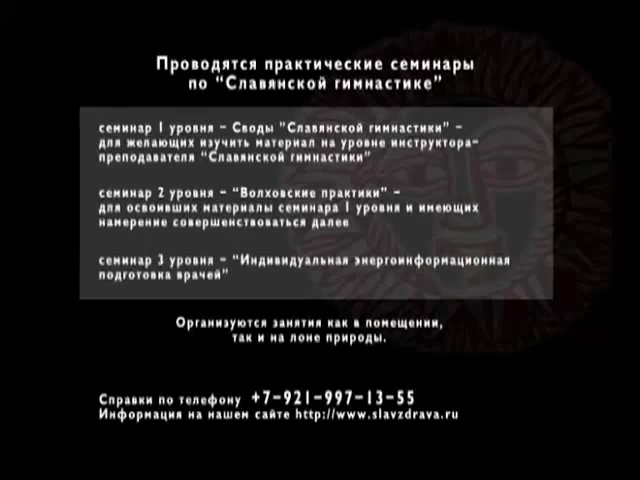 Проводятся практические семинары
по "Славянской гимнастике"
семинар 1 уровня – Своды "Славянской гимнастики" –
для желающих изучить материал на уровне инструктора-
преподавателя "Славянской гимнастики"
семинар 2 уровня – "Волховские практики" –
для освоивших материалы семинара 1 уровня и имеющих
намерение совершенствоваться далее
семинар 3 уровня – "Индивидуальная энергоинформационная
подготовка врачей"
Организуются занятия как в помещении,
так и на лоне природы.
Справки по телефону +7-921-997-13-55
Информация на нашем сайте http://www.slavzdrava.ru